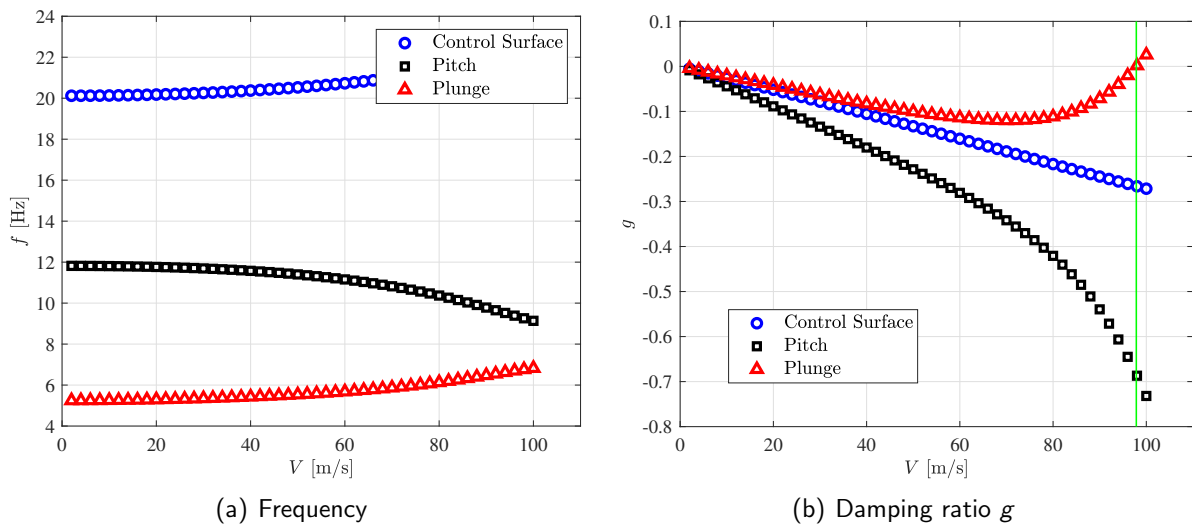 24
22
20
18
16
14
12
10
8
6
4
0
20
40
60
80
100
f [Hz]
V [m/s]
Control Surface
Pitch
Plunge
(a) Frequency
0.1
0
-0.1
-0.2
-0.3
-0.4
-0.5
-0.6
-0.7
-0.8
0
20
40
60
80
100
g
V [m/s]
Control Surface
Pitch
Plunge
(b) Damping ratio g